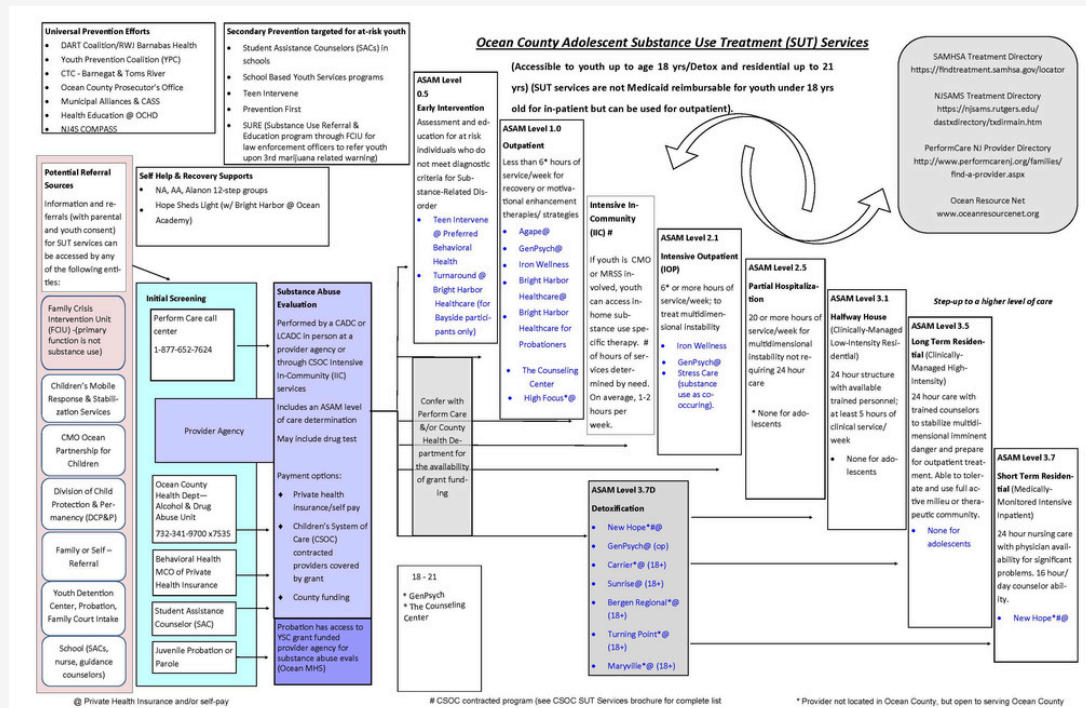 Universal Prevention Efforts
• DART Coalition/RWJ Barnabas Health
• Youth Prevention Coalition (YPC)
• CTC - Barnegat & Toms River
• Ocean County Prosecutor's Office
• Municipal Alliances & CASS
• Health Education @ OCHD
• NJ4S COMPASS
Secondary Prevention targeted for at-risk youth
• Student Assistance Counselors (SACs) in
schools
• School Based Youth Services programs
• Teen Intervene
• Prevention First
• SURE (Substance Use Referral &
Education program through FCIU for
law enforcement officers to refer youth
upon 3rd marijuana related warning)
Ocean County Adolescent Substance Use Treatment (SUT) Services
(Accessible to youth up to age 18 yrs/Detox and residential up to 21
yrs) (SUT services are not Medicaid reimbursable for youth under 18 yrs
old for in-patient but can be used for outpatient).
SAMHSA Treatment Directory
https://findtreatment.samhsa.gov/locator
NJSAMS Treatment Directory
https://njsams.rutgers.edu/
dastxdirectory/txdirmain.htm
PerformCare NJ Provider Directory
http://www.performcarenj.org/families/
find-a-provider.aspx
Ocean Resource Net
www.oceanresourcenet.org
Potential Referral
Sources
Information and re-
ferrals (with parental
and youth consent)
for SUT services can
be accessed by any
of the following enti-
ties:
Family Crisis
Intervention Unit
(FCIU) -(primary
function is not
substance use)
Children's Mobile
Response & Stabili-
zation Services
CMO Ocean
Partnership for
Children
Division of Child
Protection & Per-
manency (DCP&P)
Family or Self –
Referral
Youth Detention
Center, Probation,
Family Court Intake
School (SACs,
nurse, guidance
counselors)
Self Help & Recovery Supports
• NA, AA, Alanon 12-step groups
• Hope Sheds Light (w/ Bright Harbor @ Ocean
Academy)
Initial Screening
Perform Care call
center
1-877-652-7624
Provider Agency
Ocean County
Health Dept—
Alcohol & Drug
Abuse Unit
732-341-9700 x7535
Behavioral Health
MCO of Private
Health Insurance
Student Assistance
Counselor (SAC)
Juvenile Probation or
Parole
Substance Abuse
Evaluation
Performed by a CADC or
LCADC in person at a
provider agency or
through CSOC Intensive
In-Community (IIC)
services
Includes an ASAM level
of care determination
May include drug test
Payment options:
♦ Private health
insurance/self pay
♦ Children's System of
Care (CSOC)
contracted
providers covered
by grant
♦ County funding
Probation has access to
YSC grant funded
provider agency for
substance abuse evals
(Ocean MHS)
ASAM Level
0.5
Early Intervention
Assessment and ed-
ucation for at risk
individuals who do
not meet diagnostic
criteria for Sub-
stance-Related Dis-
order
• Teen Intervene
@ Preferred
Behavioral
Health
• Turnaround @
Bright Harbor
Healthcare (for
Bayside partici-
pants only)
Confer with
Perform Care
&/or County
Health De-
partment for
the availability
of grant fund-
ing
18 - 21
* GenPsych
* The Counseling
Center
ASAM Level 1.0
Outpatient
Less than 6* hours of
service/week for
recovery or motiva-
tional enhancement
therapies/ strategies
• Agape@
• GenPsych@
• Iron Wellness
• Bright Harbor
Healthcare@
• Bright Harbor
Healthcare for
Probationers
• The Counseling
Center
• High Focus*@
Intensive In-
Community
(IIC) #
If youth is CMO
or MRSS in-
volved, youth
can access in-
home sub-
stance use spe-
cific therapy. #
of hours of ser-
vices deter-
mined by need.
On average, 1-2
hours per
week.
ASAM Level 2.1
Intensive Outpatient
(IOP)
6* or more hours of
service/week; to
treat multidimen-
sional instability
• Iron Wellness
• GenPsych@
• Stress Care (sub-
stance use as co-
occuring).
ASAM Level 2.5
Partial Hospitaliza-
tion
20 or more hours of
service/week for
multidimensional
instability not re-
quiring 24 hour
care
* None for ado-
lescents
ASAM Level 3.1
Halfway House
(Clinically-Managed
Low-Intensity Resi-
dential)
24 hour structure
with available
trained personnel;
at least 5 hours of
clinical service/
week
• None for ado-
lescents
Step-up to a higher level of care
ASAM Level 3.5
Long Term Residen-
tial (Clinically-
Managed High-
Intensity)
24 hour care with
trained counselors
to stabilize multidi-
mensional imminent
danger and prepare
for outpatient treat-
ment. Able to toler-
ate and use full ac-
tive milieu or thera-
peutic community.
• None for
adolescents
ASAM Level 3.7
Short Term Residen-
tial (Medically-
Monitored Intensive
Inpatient)
24 hour nursing care
with physician avail-
ability for significant
problems. 16 hour/
day counselor abil-
ity.
• New Hope*#@
ASAM Level 3.7D
Detoxification
• New Hope*#@
• GenPsych@ (op)
• Carrier*@ (18+)
• Sunrise@ (18+)
• Bergen Regional*@
(18+)
• Turning Point*@
(18+)
• Maryville*@ (18+)
@ Private Health Insurance and/or self-pay
# CSOC contracted program (see CSOC SUT Services brochure for complete list
* Provider not located in Ocean County, but open to serving Ocean County